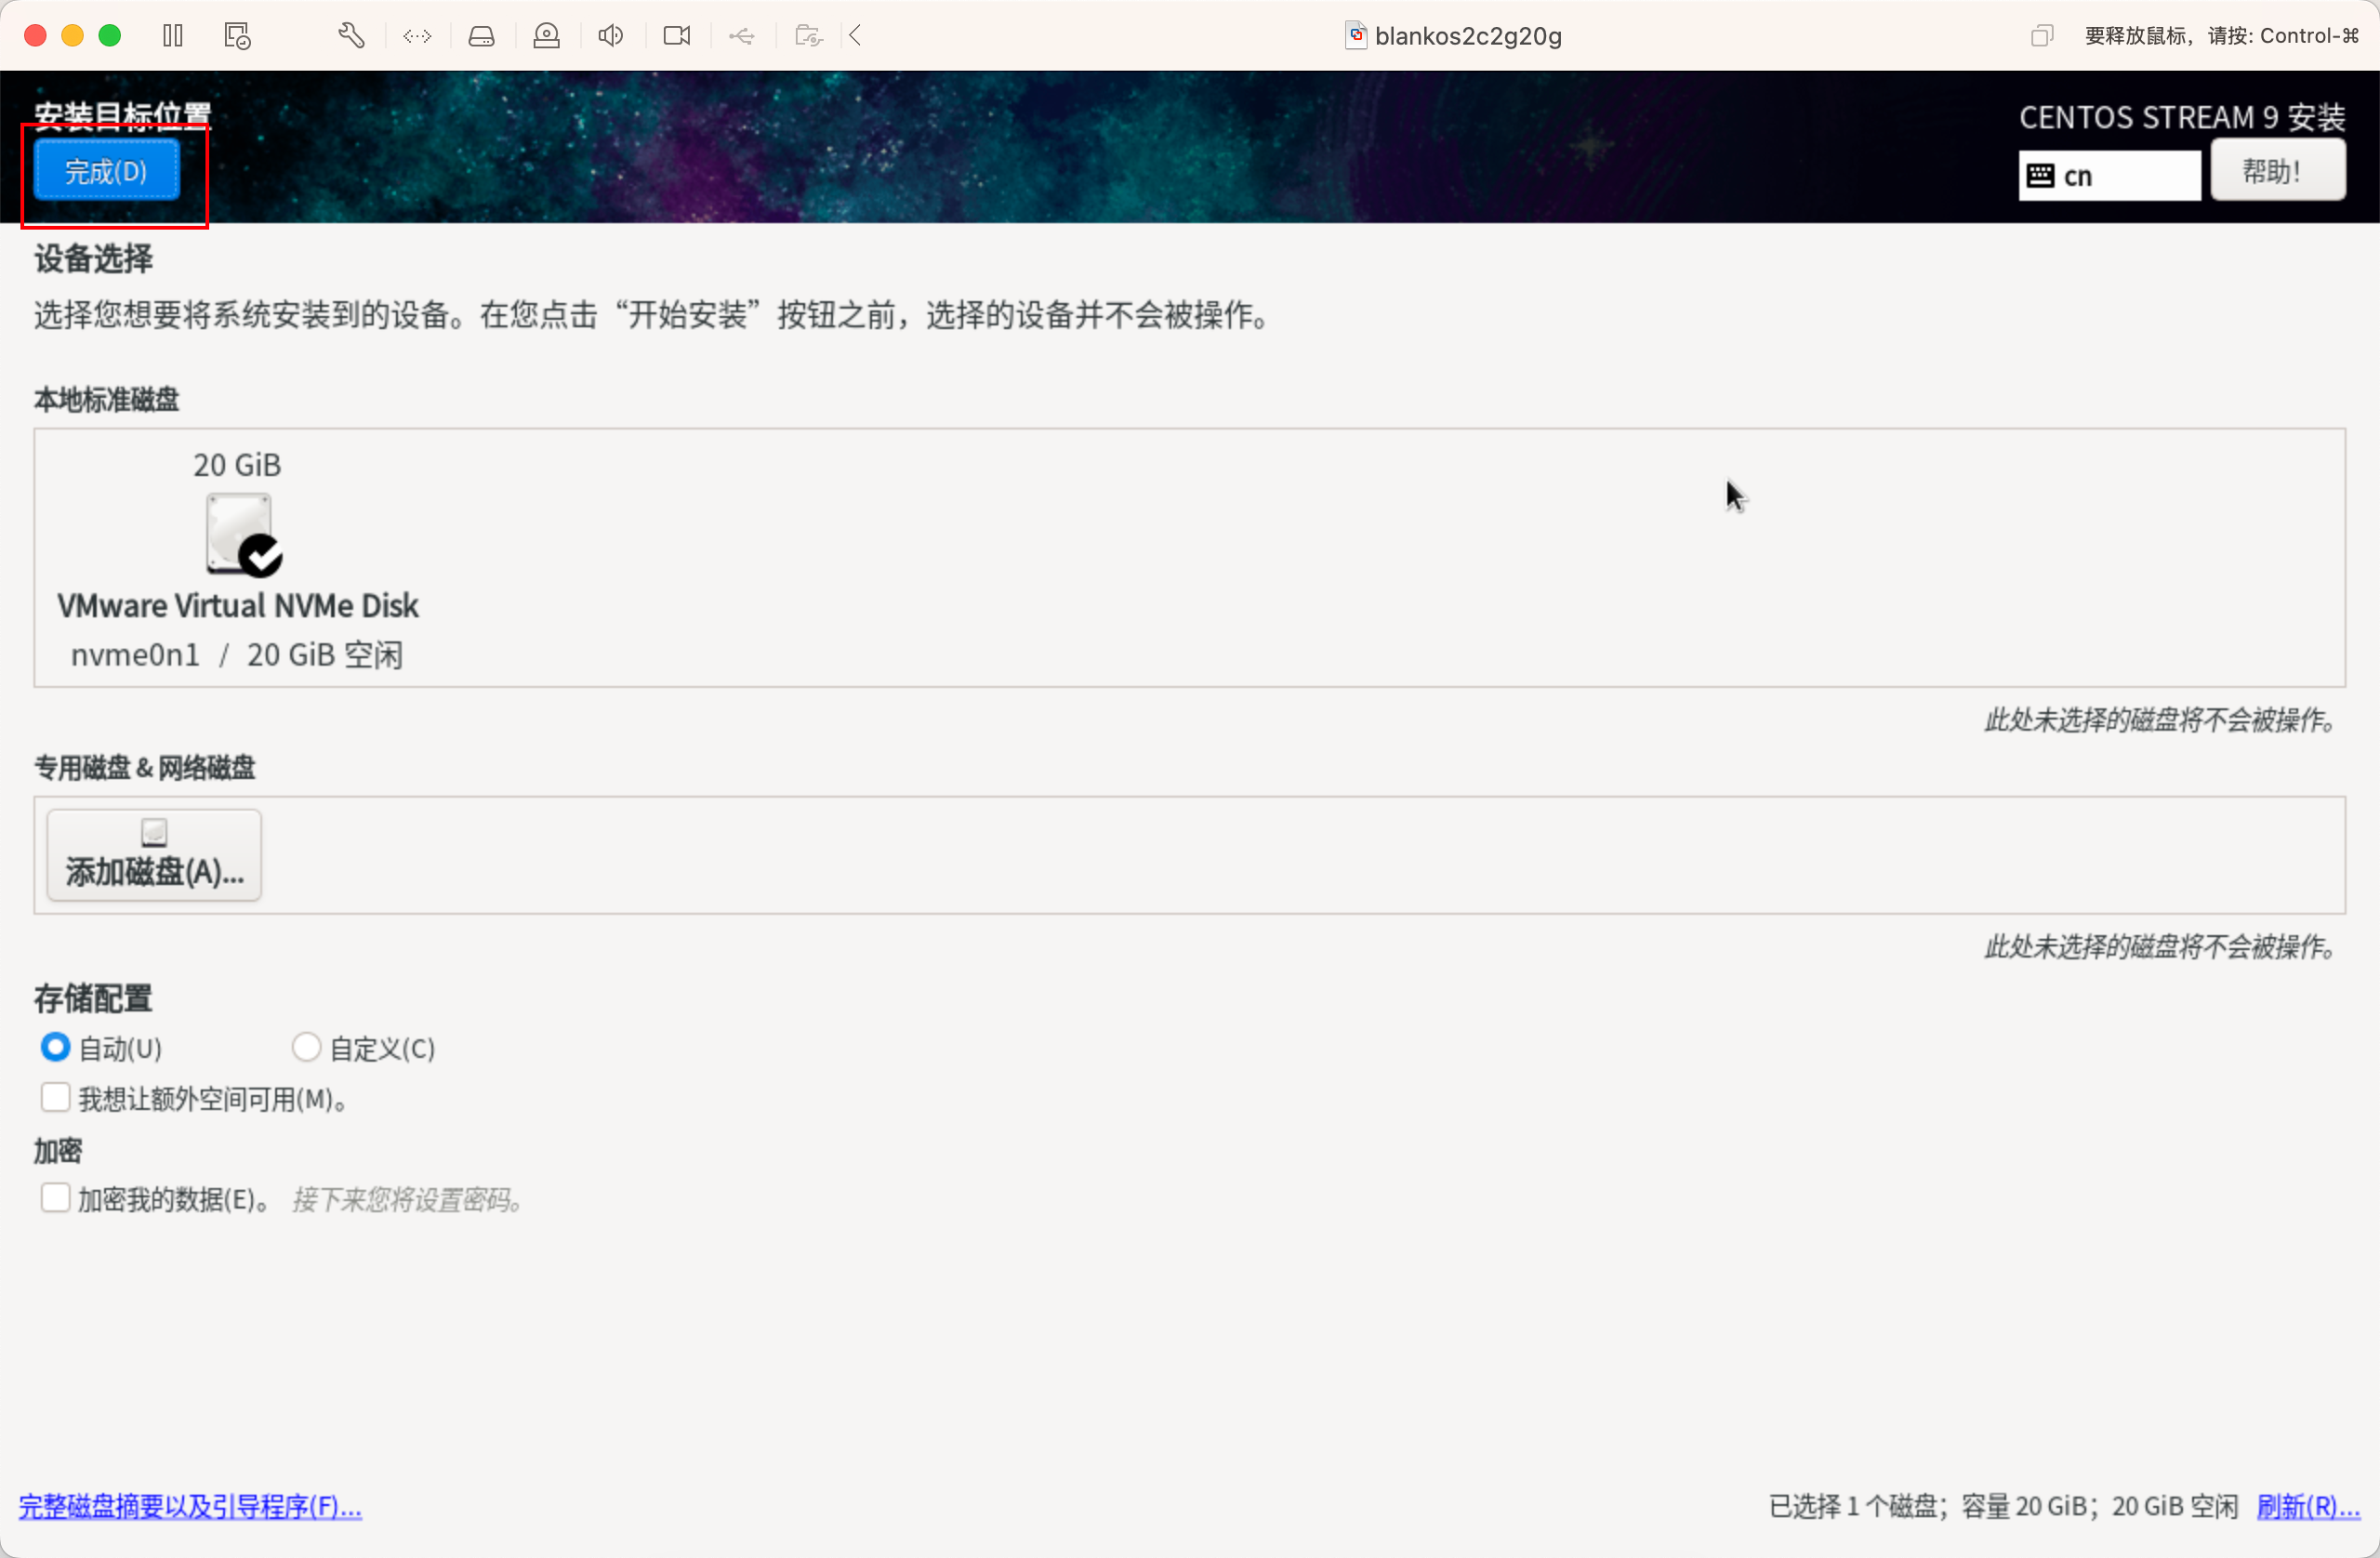 blankos2c2g20g
要释放鼠标，请按: Control-⌘
安装目标位置
完成(D)
CENTOS STREAM 9 安装
cn
帮助！
设备选择
选择您想要将系统安装到的设备。在您点击“开始安装”按钮之前，选择的设备并不会被操作。
本地标准磁盘
20 GiB
VMware Virtual NVMe Disk
nvme0n1 / 20 GiB 空闲
此处未选择的磁盘将不会被操作。
专用磁盘 & 网络磁盘
添加磁盘(A)...
此处未选择的磁盘将不会被操作。
存储配置
自动(U) 自定义(C)
我想让额外空间可用(M)。
加密
加密我的数据(E)。 接下来您将设置密码。
完整磁盘摘要以及引导程序(F)...
已选择 1 个磁盘；容量 20 GiB；20 GiB 空闲 刷新(R)...